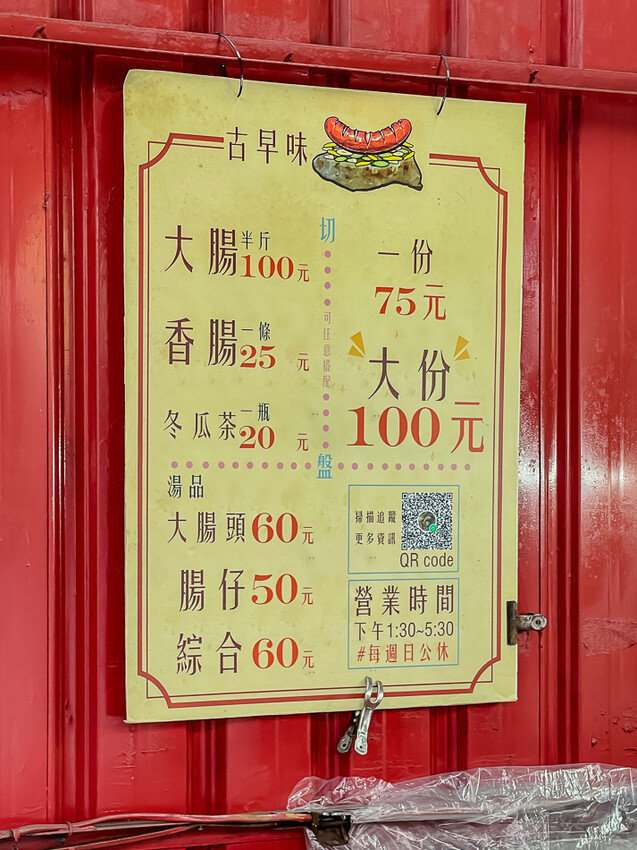 古早味
大腸 半斤 100元
香腸 一條 25元
冬瓜茶 一瓶 20元
切
可任意搭配
盤
一份
75元
大份
100元
湯品
大腸頭 60元
腸仔 50元
綜合 60元
掃描追蹤
更多資訊
QR code
營業時間
下午1:30~5:30
#每週日公休